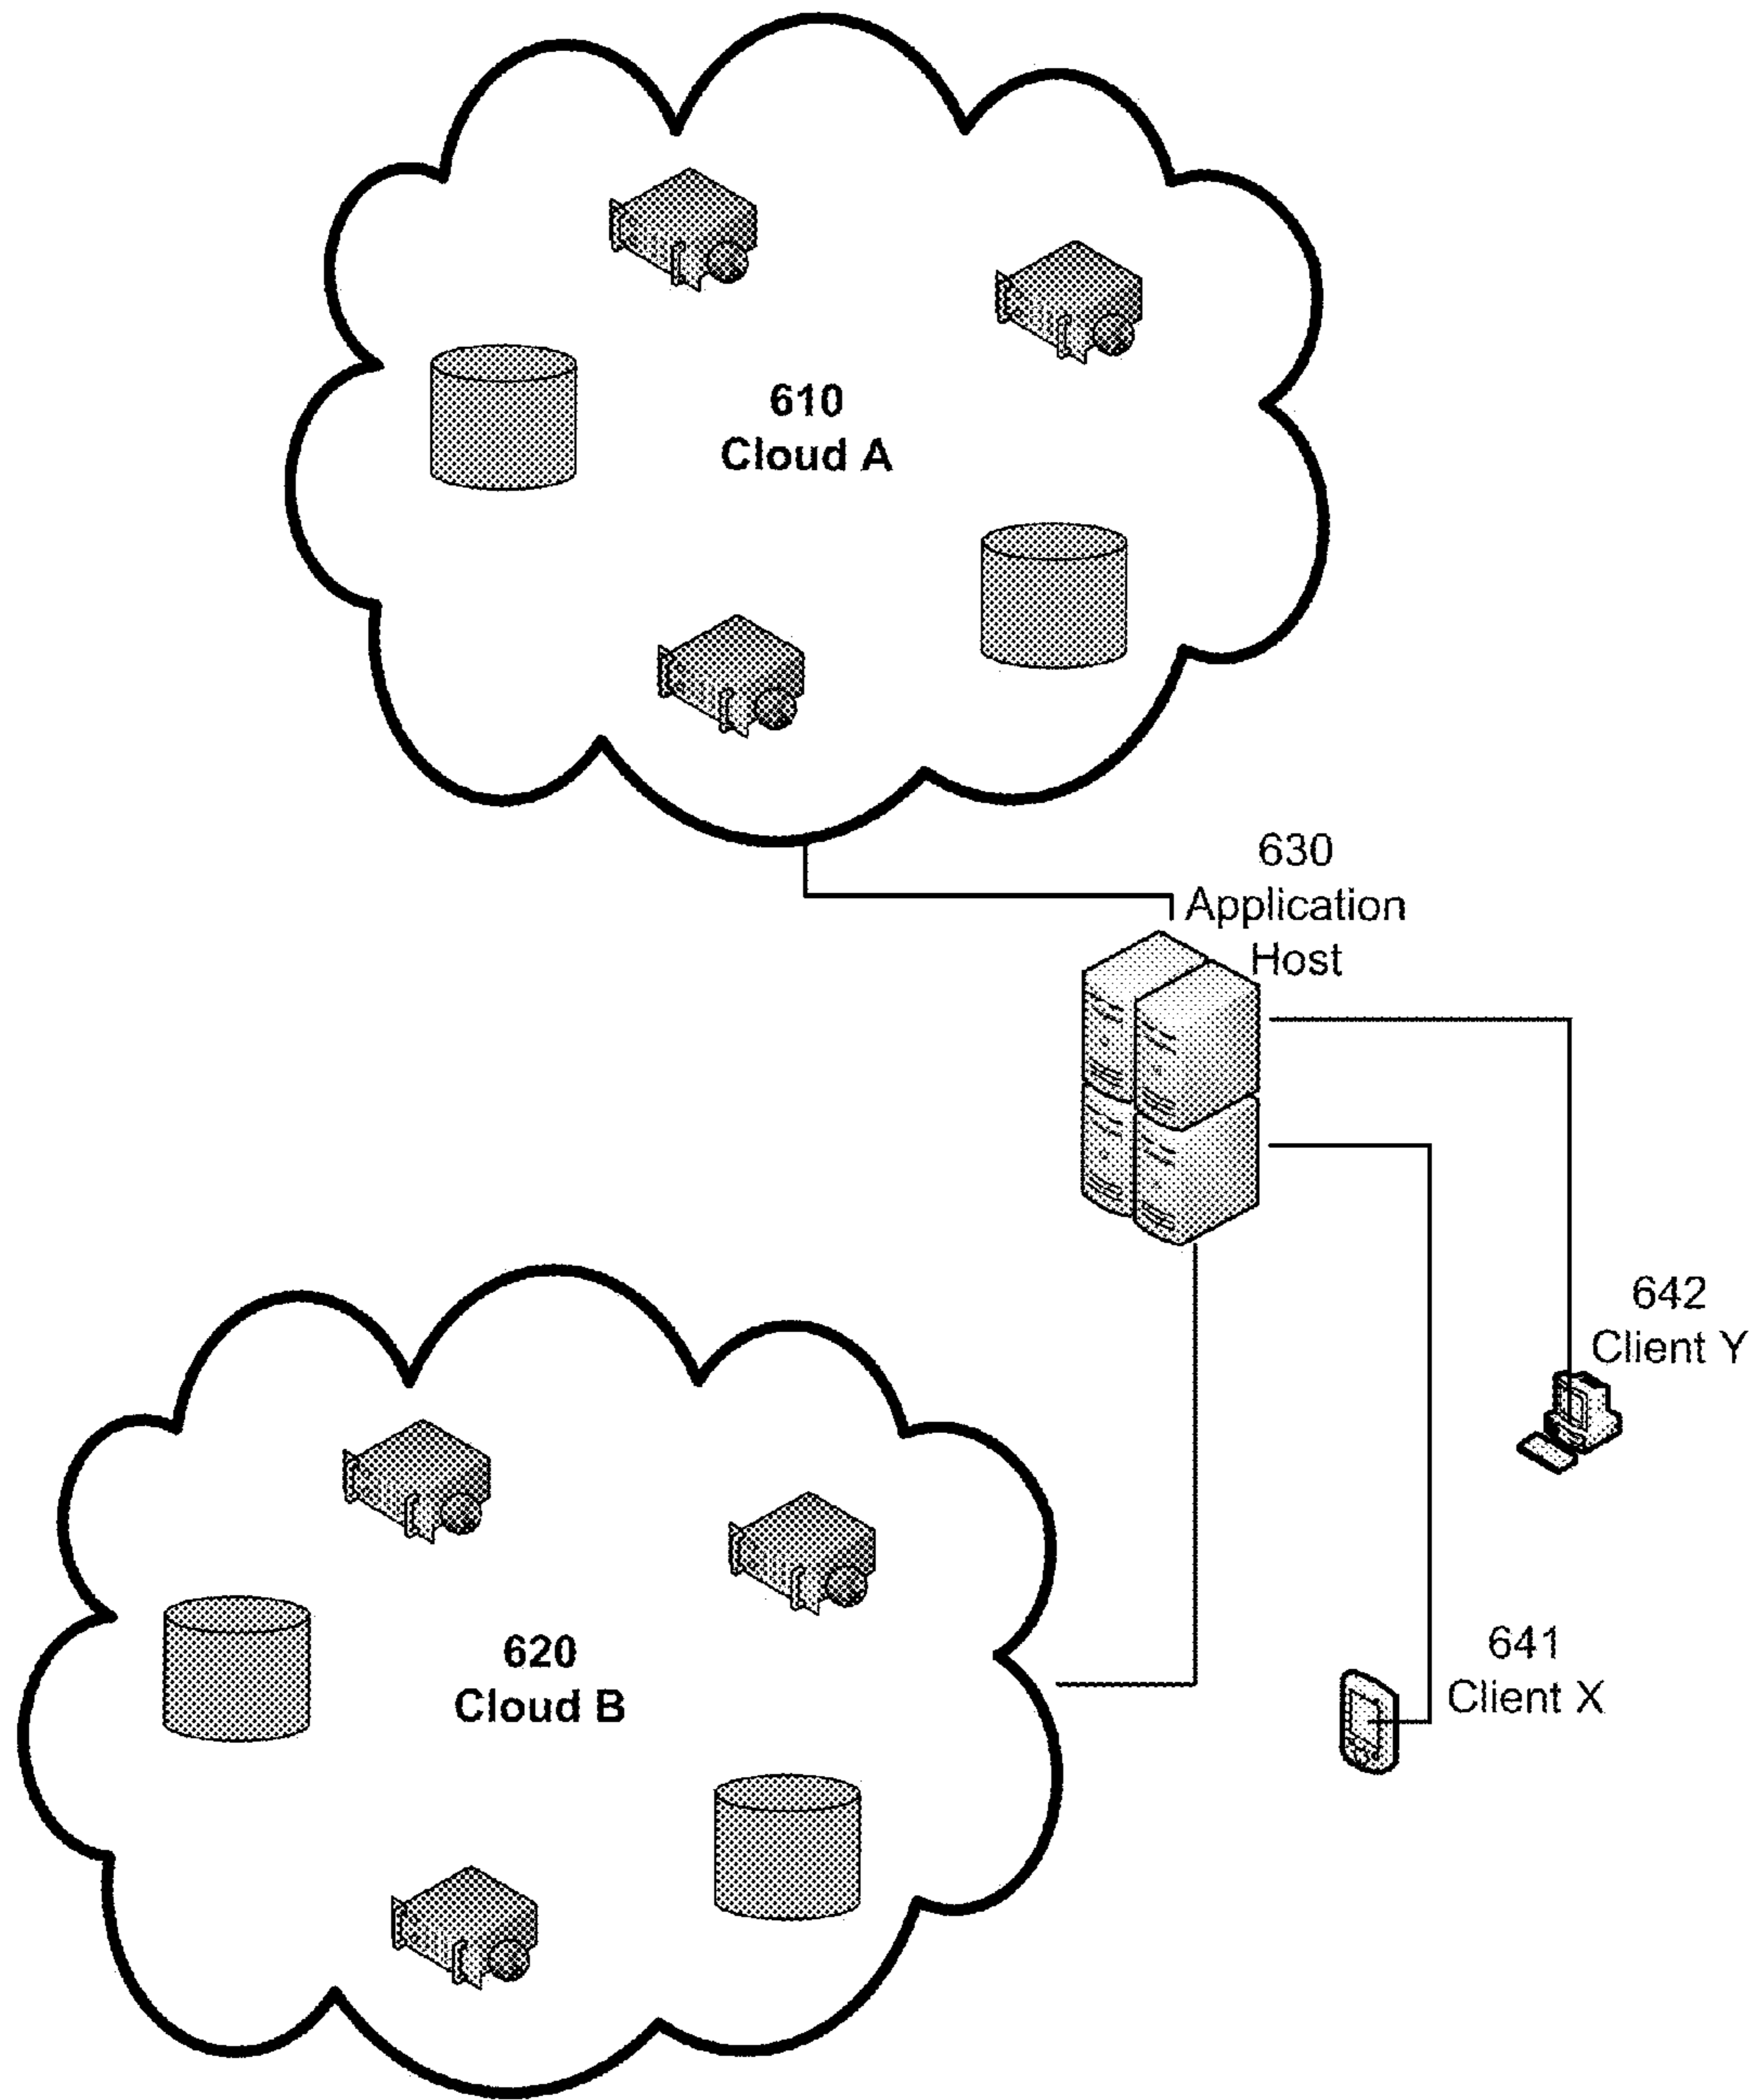 610
Cloud A
630
Application
Host
642
Client Y
620
Cloud B
641
Client X